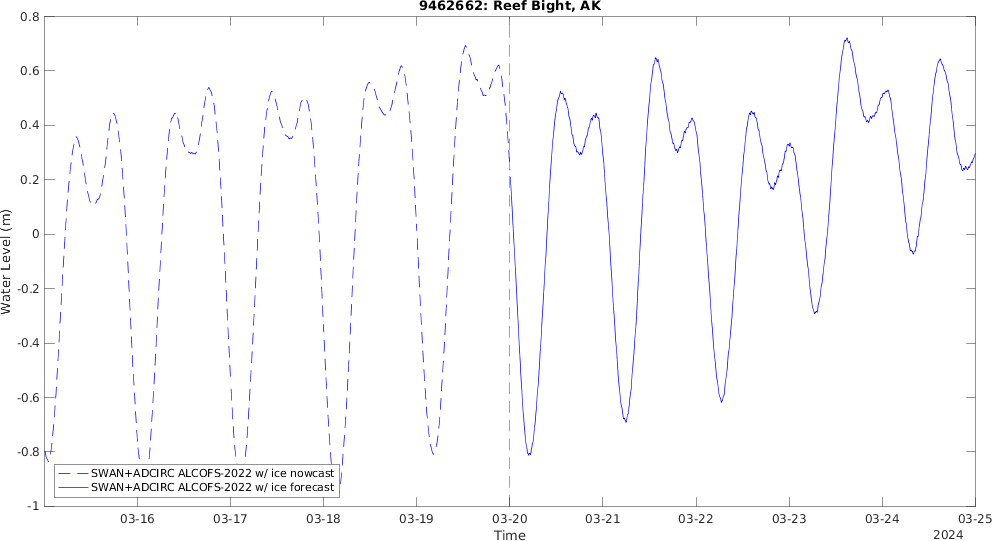 9462662: Reef Bight, AK
0.8
0.6
0.4
0.2
0
-0.2
-0.4
-0.6
-0.8
-1
Water Level (m)
SWAN+ADCIRC ALCOFS-2022 w/ ice nowcast
SWAN+ADCIRC ALCOFS-2022 w/ ice forecast
03-16 03-17 03-18 03-19 03-20 03-21 03-22 03-23 03-24 03-25
Time
2024